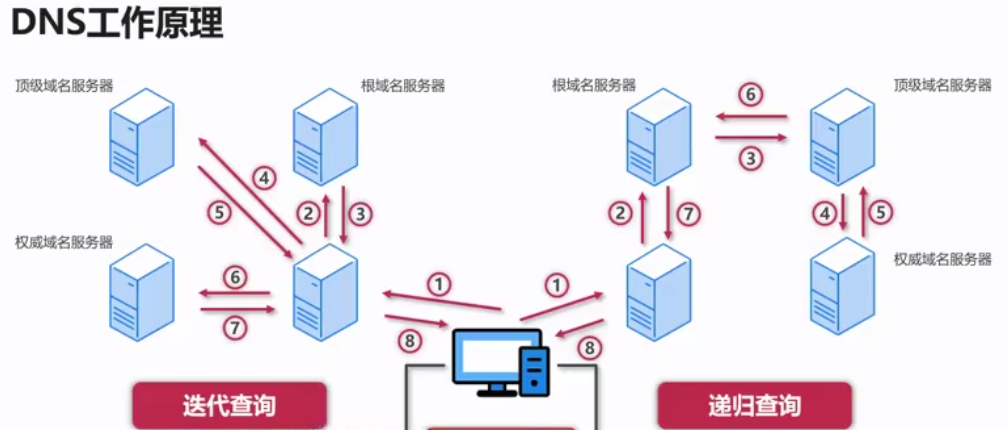 DNS工作原理
顶级域名服务器
根域名服务器
根域名服务器
顶级域名服务器
⑥
③
④
⑤
②
③
②
⑦
④
⑤
权威域名服务器
权威域名服务器
⑥
⑦
①
①
⑧
⑧
迭代查询
递归查询